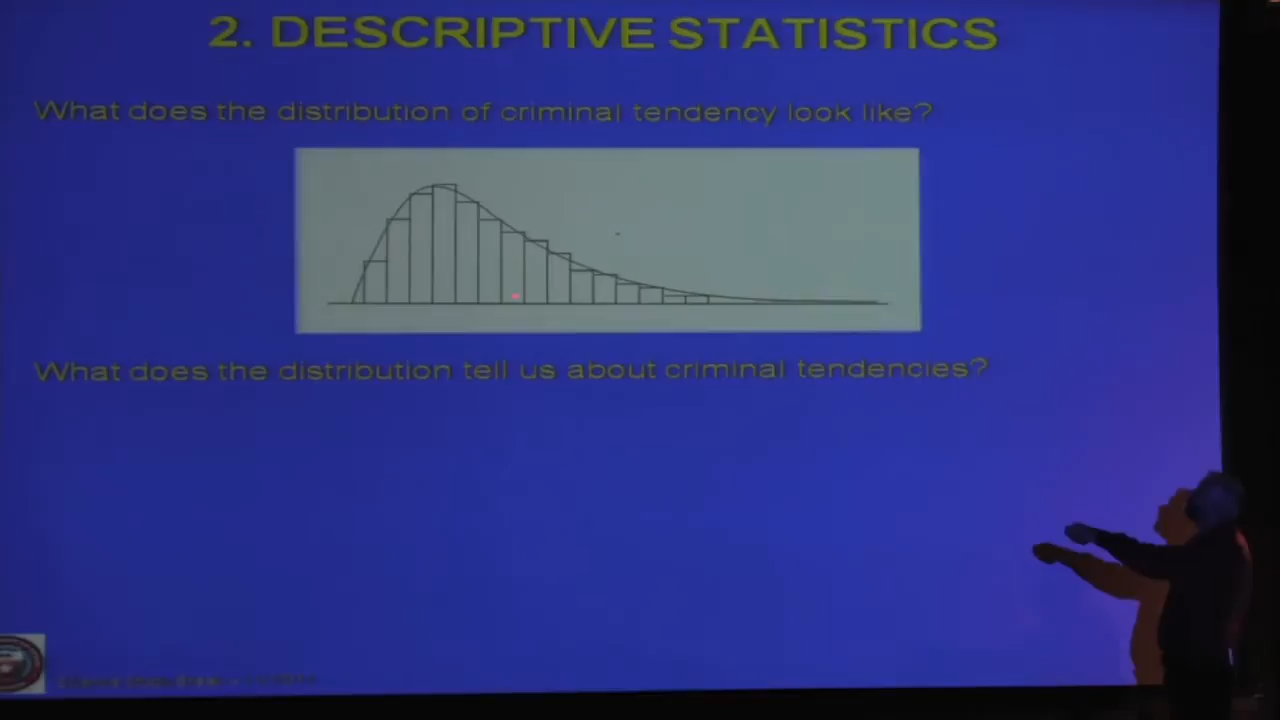 2. DESCRIPTIVE STATISTICS
What does the distribution of criminal tendency look like?
What does the distribution tell us about criminal tendencies?